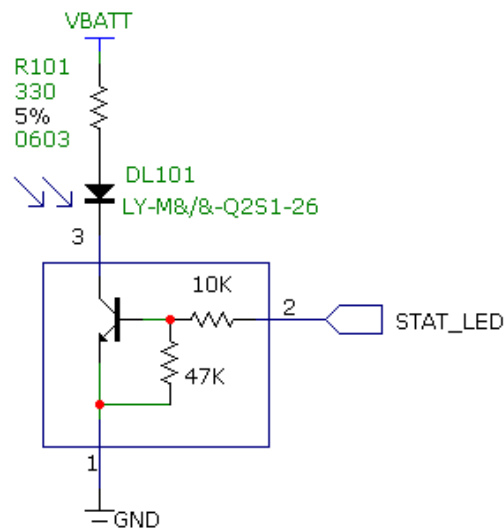 VBATT
R101
330
5%
0603
DL101
LY-M&/&-Q2S1-26
3
10K
2
STAT_LED
47K
1
GND